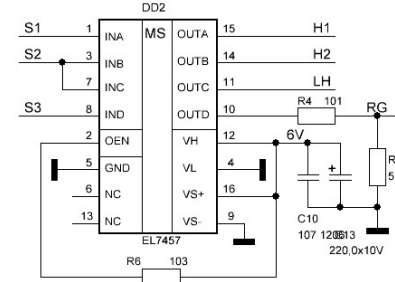 DD2
S1 1 INA MS OUTA 15 H1
S2 3 INB OUTB 14 H2
7 INC OUTC 11 LH
S3 8 IND OUTD 10 R4 101 RG
2 OEN VH 12 6V
5 GND VL 4
6 NC VS+ 16
13 NC VS- 9
EL7457
C10
107
220,0x10V
R6 103